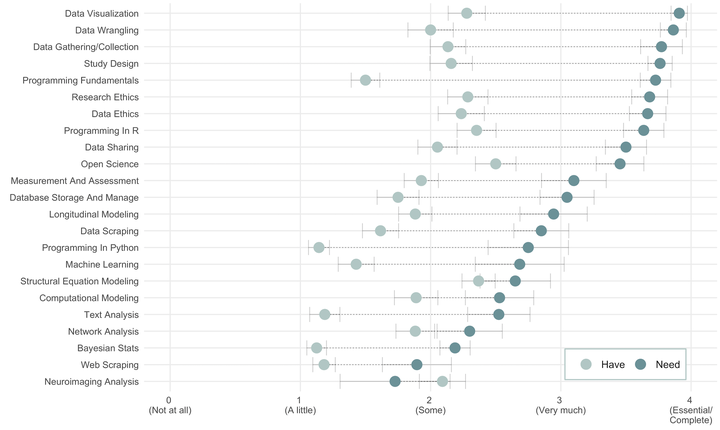 Data Visualization
Data Wrangling
Data Gathering/Collection
Study Design
Programming Fundamentals
Research Ethics
Data Ethics
Programming In R
Data Sharing
Open Science
Measurement And Assessment
Database Storage And Manage
Longitudinal Modeling
Data Scraping
Programming In Python
Machine Learning
Structural Equation Modeling
Computational Modeling
Text Analysis
Network Analysis
Bayesian Stats
Web Scraping
Neuroimaging Analysis
Have Need
0 1 2 3 4
(Not at all) (A little) (Some) (Very much) (Essential/
Complete)